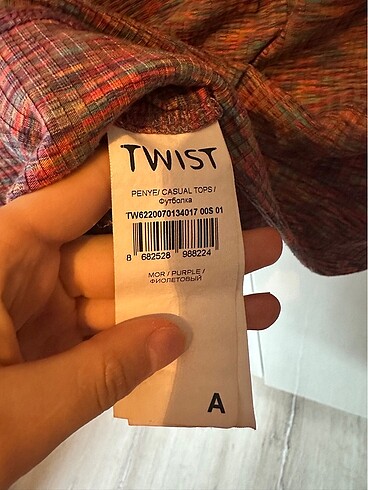 TWIST
PENYE/ CASUAL TOPS /
Футболка
TW6220070134017 00S 01
8 682528 988224
MOR / PURPLE /
ФИОЛЕТОВЫЙ
A